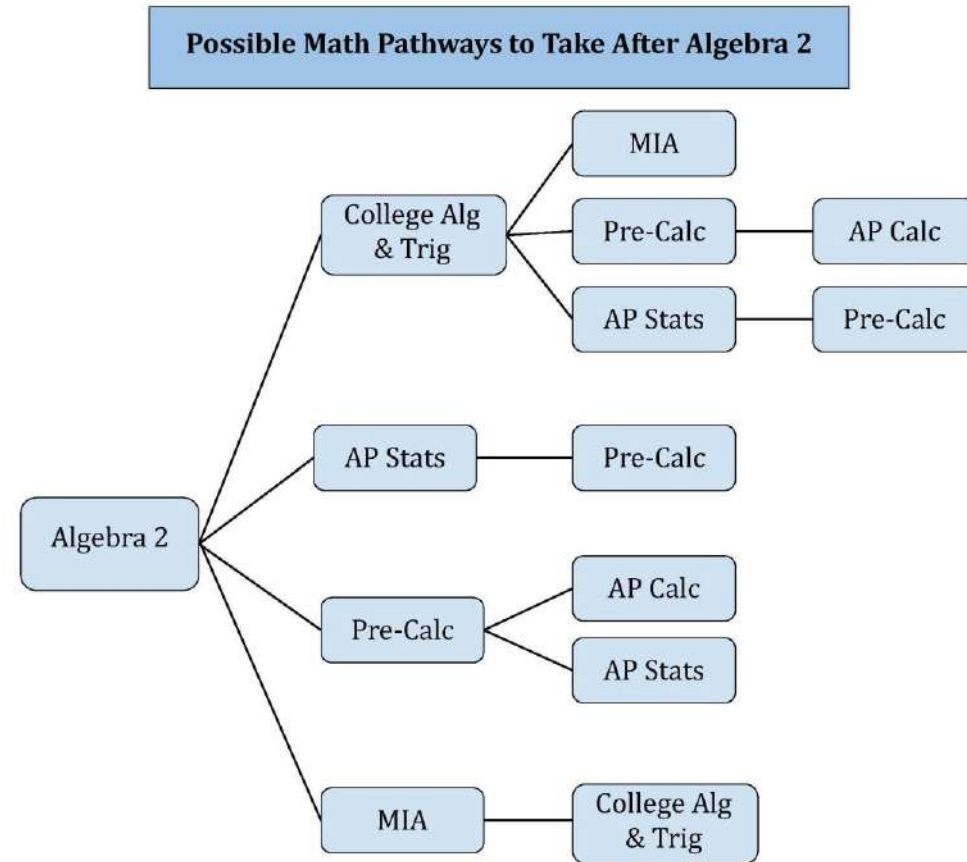 Possible Math Pathways to Take After Algebra 2
MIA
College Alg
& Trig
Pre-Calc
AP Calc
AP Stats
Pre-Calc
AP Stats
Pre-Calc
Algebra 2
AP Calc
Pre-Calc
AP Stats
MIA
College Alg
& Trig